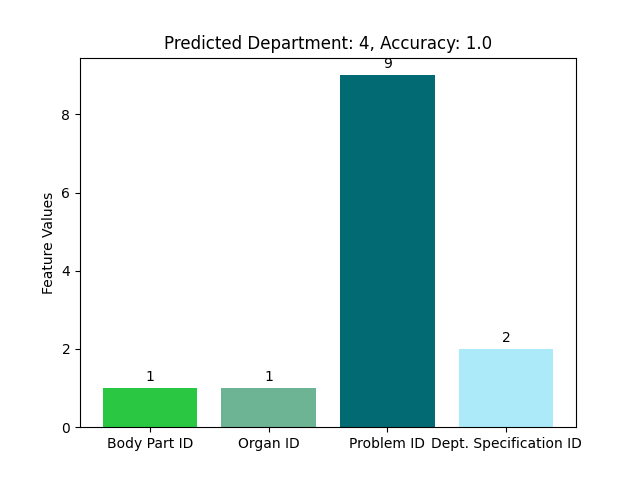 Predicted Department: 4, Accuracy: 1.0
Feature Values
8
6
4
2
0
1
1
9
2
Body Part ID
Organ ID
Problem ID
Dept. Specification ID